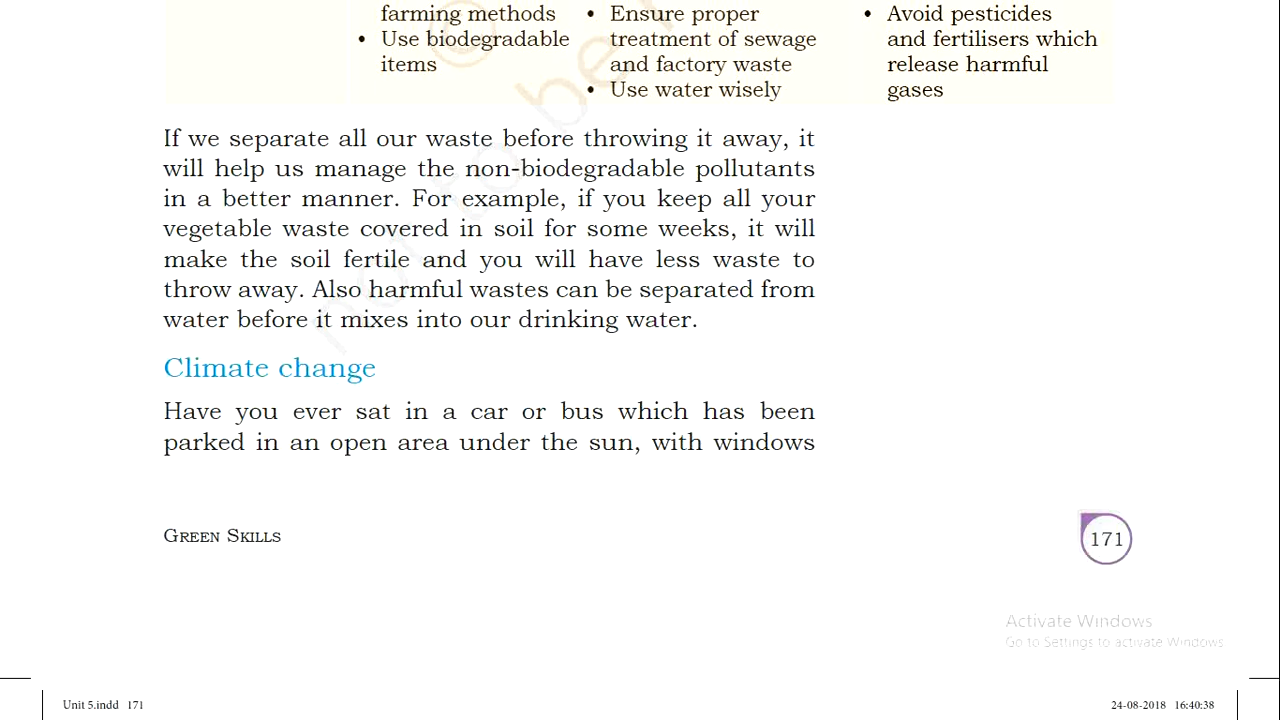 farming methods
• Use biodegradable
items
• Ensure proper
treatment of sewage
and factory waste
• Use water wisely
• Avoid pesticides
and fertilisers which
release harmful
gases
If we separate all our waste before throwing it away, it
will help us manage the non-biodegradable pollutants
in a better manner. For example, if you keep all your
vegetable waste covered in soil for some weeks, it will
make the soil fertile and you will have less waste to
throw away. Also harmful wastes can be separated from
water before it mixes into our drinking water.
Climate change
Have you ever sat in a car or bus which has been
parked in an open area under the sun, with windows
GREEN SKILLS
171
Activate Windows
Go to Settings to activate Windows
Unit 5.indd 171
24-08-2018 16:40:38
©
not to be r